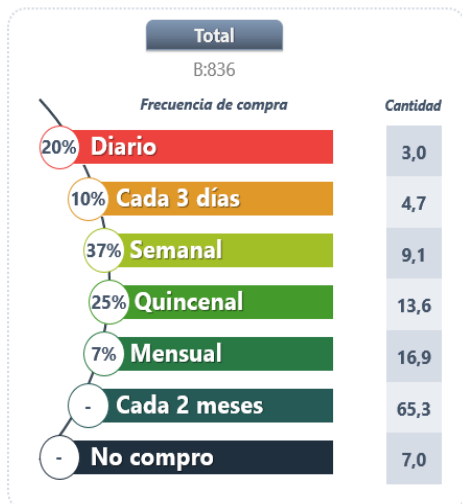 Total
B:836
Frecuencia de compra Cantidad
20% Diario 3,0
10% Cada 3 días 4,7
37% Semanal 9,1
25% Quincenal 13,6
7% Mensual 16,9
- Cada 2 meses 65,3
- No compro 7,0